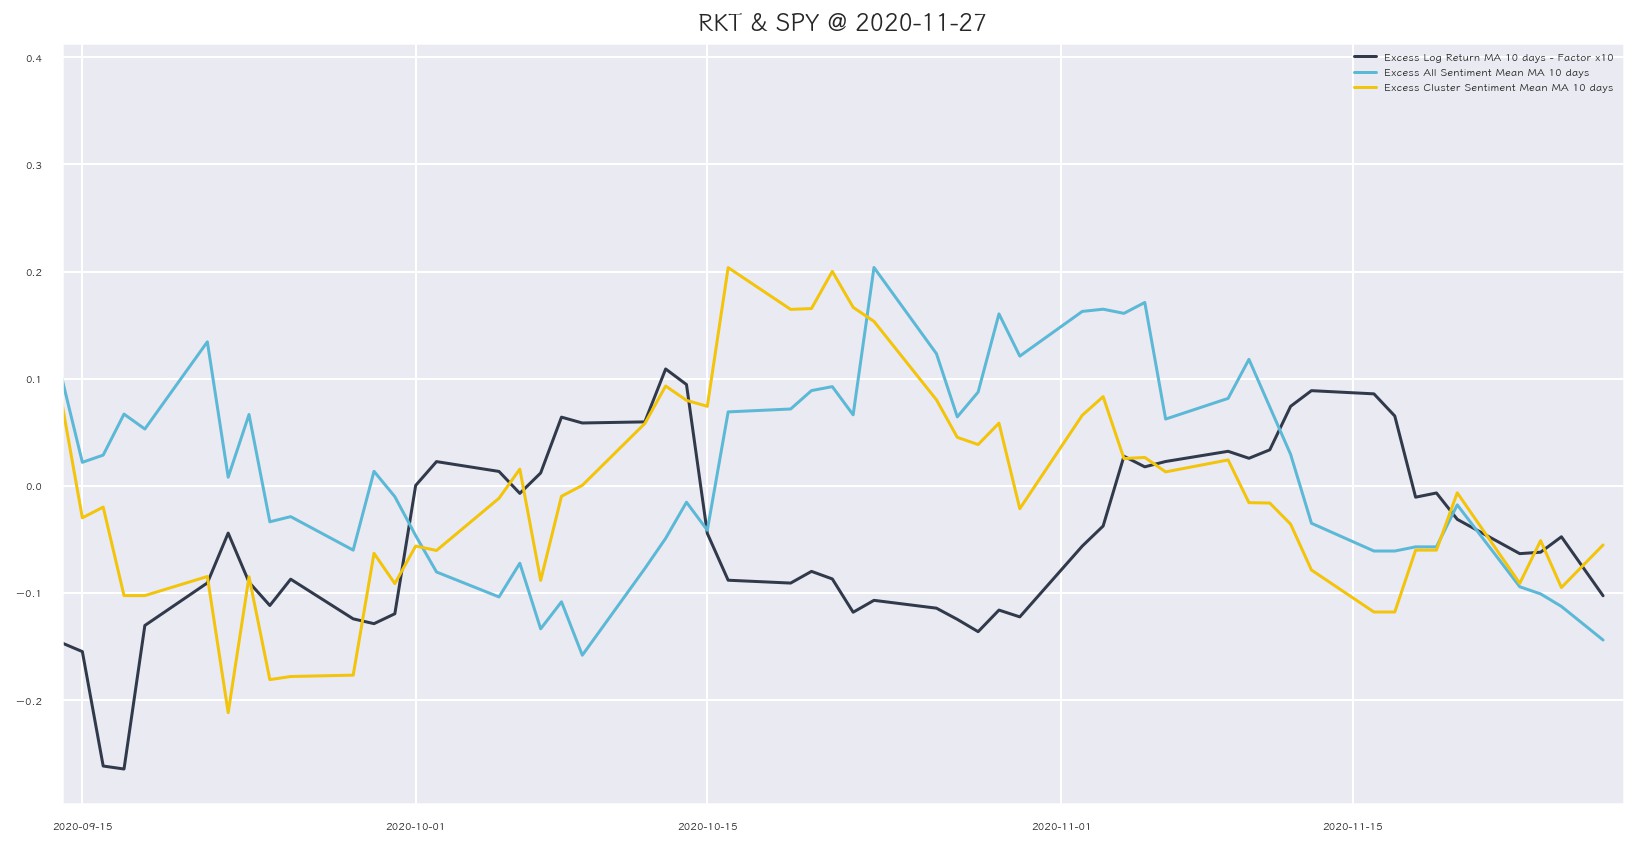 RKT & SPY @ 2020-11-27
Excess Log Return MA 10 days - Factor x10
Excess All Sentiment Mean MA 10 days
Excess Cluster Sentiment Mean MA 10 days
0.4
0.3
0.2
0.1
0.0
−0.1
−0.2
2020-09-15 2020-10-01 2020-10-15 2020-11-01 2020-11-15